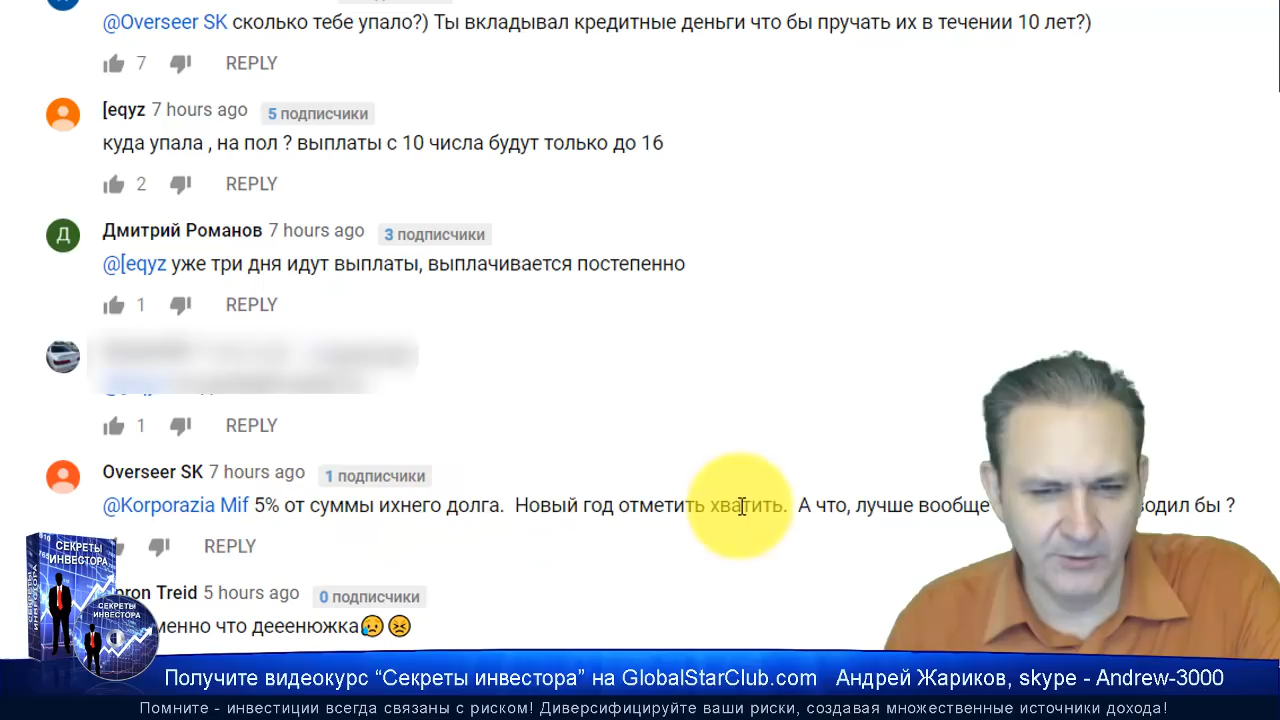 @Overseer SK сколько тебе упало?) Ты вкладывал кредитные деньги что бы пручать их в течении 10 лет?)
7 REPLY
[eqyz 7 hours ago 5 подписчики
куда упала , на пол ? выплаты с 10 числа будут только до 16
2 REPLY
Д
Дмитрий Романов 7 hours ago 3 подписчики
@[eqyz уже три дня идут выплаты, выплачивается постепенно
1 REPLY
1 REPLY
Overseer SK 7 hours ago 1 подписчики
@Korporazia Mif 5% от суммы ихнего долга. Новый год отметить хватить. А что, лучше вообще бы ?
REPLY
Treid 5 hours ago 0 подписчики
дееенюжка😥😣
что
СЕКРЕТЫ
ИНВЕСТОРА
СЕКРЕТЫ
ИНВЕСТОРА
Получите видеокурс “Секреты инвестора” на GlobalStarClub.com Андрей Жариков, skype - Andrew-3000
Помните - инвестиции всегда связаны с риском! Диверсифицируйте ваши риски, создавая множественные источники дохода!